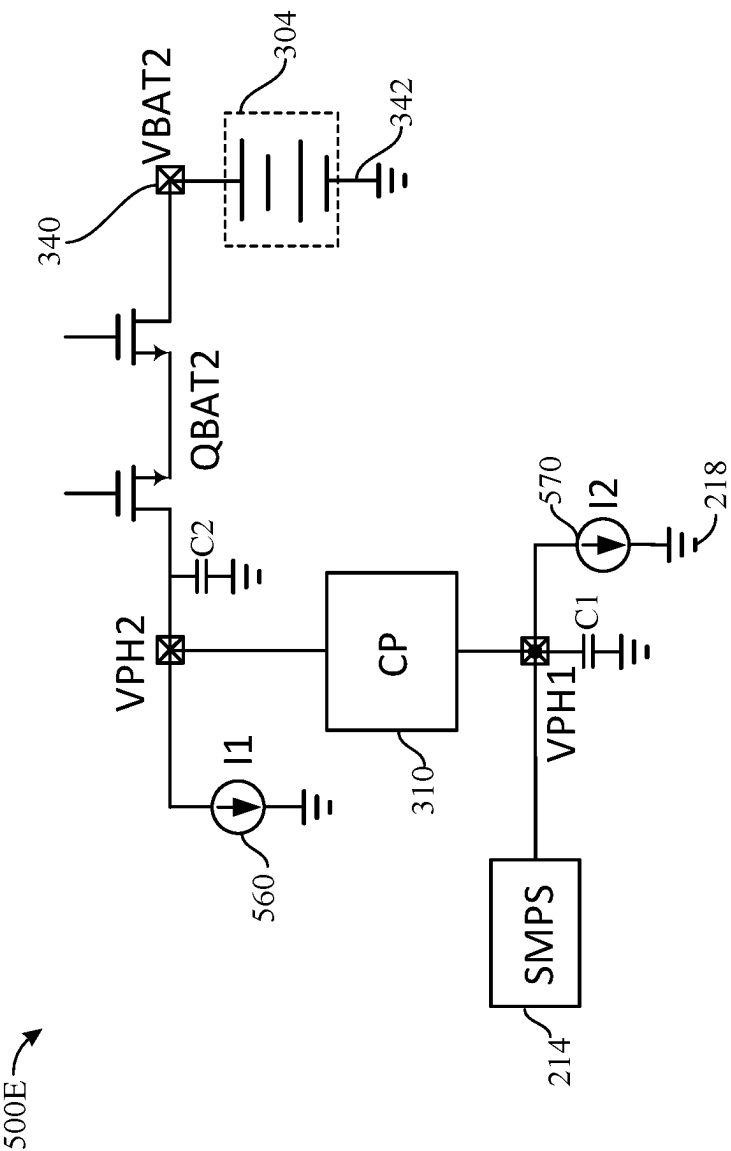 500E
340
VBAT2
304
342
QBAT2
C2
VPH2
I1
560
CP
310
570
I2
218
C1
VPH1
SMPS
214